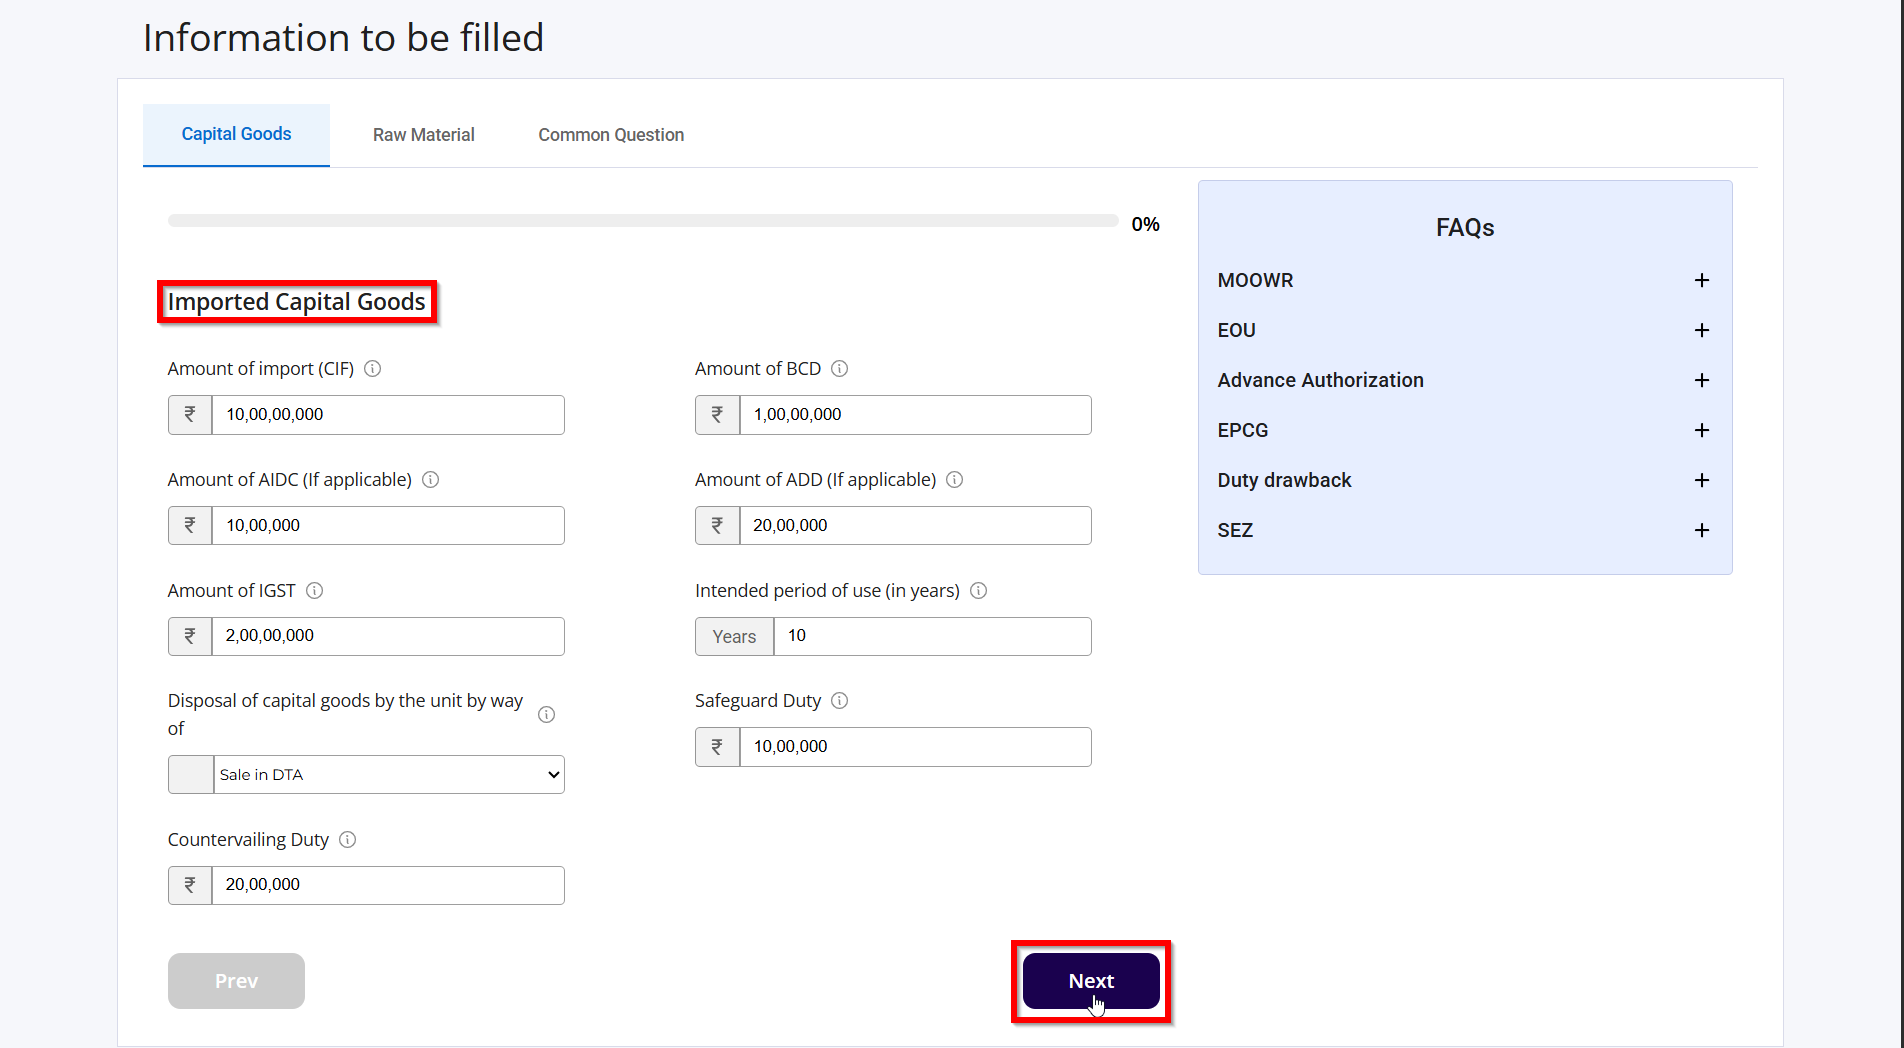 Information to be filled
Capital Goods
Raw Material
Common Question
0%
Imported Capital Goods
Amount of import (CIF)
₹ 10,00,00,000
Amount of BCD
₹ 1,00,00,000
Amount of AIDC (If applicable)
₹ 10,00,000
Amount of ADD (If applicable)
₹ 20,00,000
Amount of IGST
₹ 2,00,00,000
Intended period of use (in years)
Years 10
Disposal of capital goods by the unit by way
of
Sale in DTA
Safeguard Duty
₹ 10,00,000
Countervailing Duty
₹ 20,00,000
Prev
Next
FAQs
MOOWR +
EOU +
Advance Authorization +
EPCG +
Duty drawback +
SEZ +